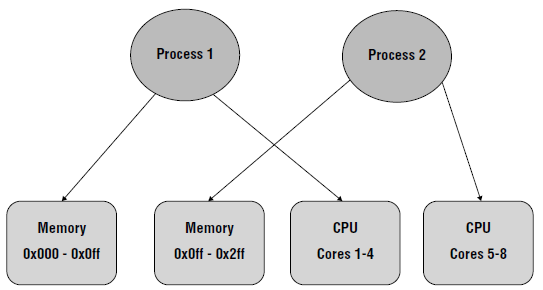 Process 1
Process 2
Memory
0x000 - 0x0ff
Memory
0x0ff - 0x2ff
CPU
Cores 1-4
CPU
Cores 5-8